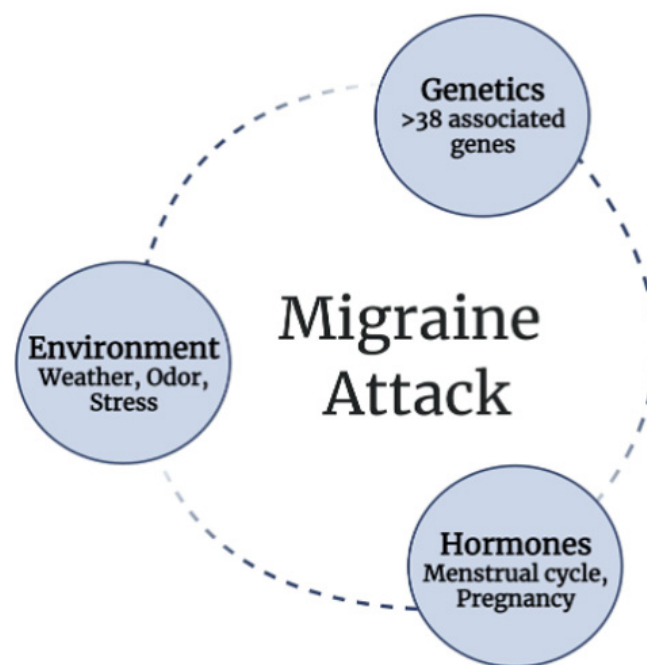 Genetics
>38 associated
genes
Environment
Weather, Odor,
Stress
Migraine
Attack
Hormones
Menstrual cycle,
Pregnancy